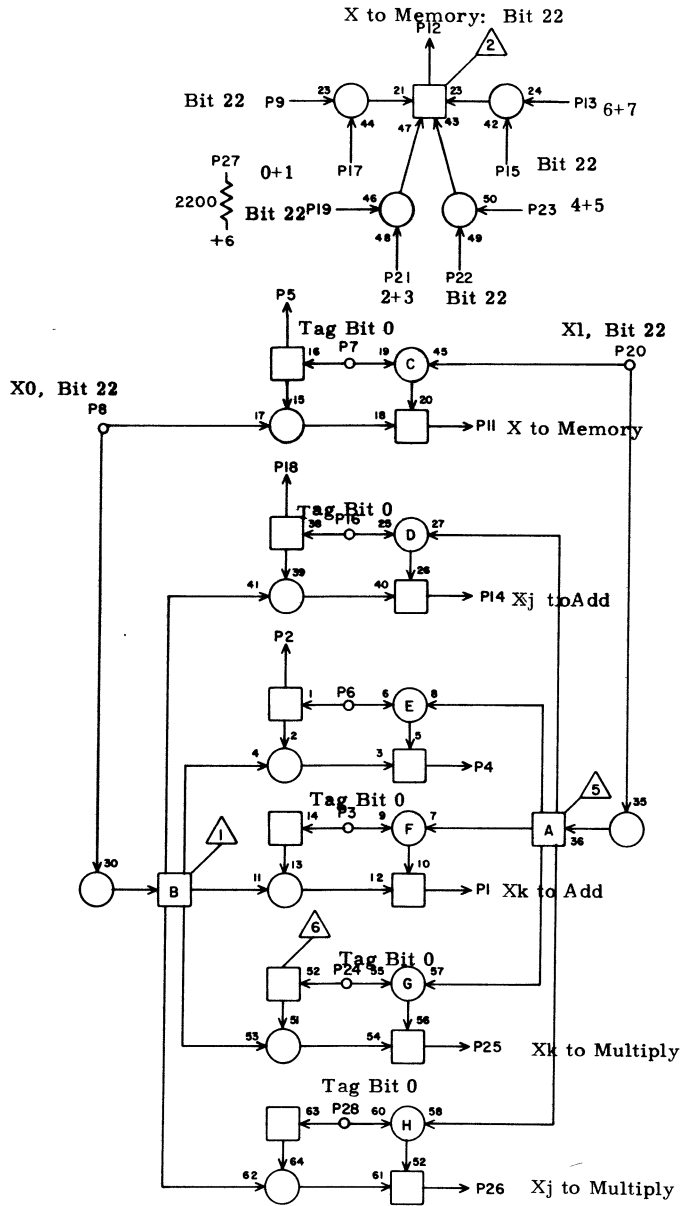 X to Memory: Bit 22
P12
2
Bit 22 P9 23 21 23 24 P13 6+7
44 47 43 42
P17 P15 Bit 22
P27 0+1
2200 Bit 22 P19 46 50 P23 4+5
+6 48 49
P21 P22
2+3 Bit 22
P5
Tag Bit 0 X1, Bit 22
P7 P20
16 19 C 45
X0, Bit 22
P8
15 20
17 18 P11 X to Memory
P18
Tag Bit 0
38 P16 25 D 27
39 26
41 40 P14 Xj to Add
P2
1 P6 6 E 8
2 5
4 3 P4
Tag Bit 0 5
P3
14 9 F 7 A 36 35
1 13 10
30 B 11 12 P1 Xk to Add
6
Tag Bit 0
52 P24 55 G 57
51 56
53 54 P25 Xk to Multiply
Tag Bit 0
63 P28 60 H 58
64 52
62 61 P26 Xj to Multiply